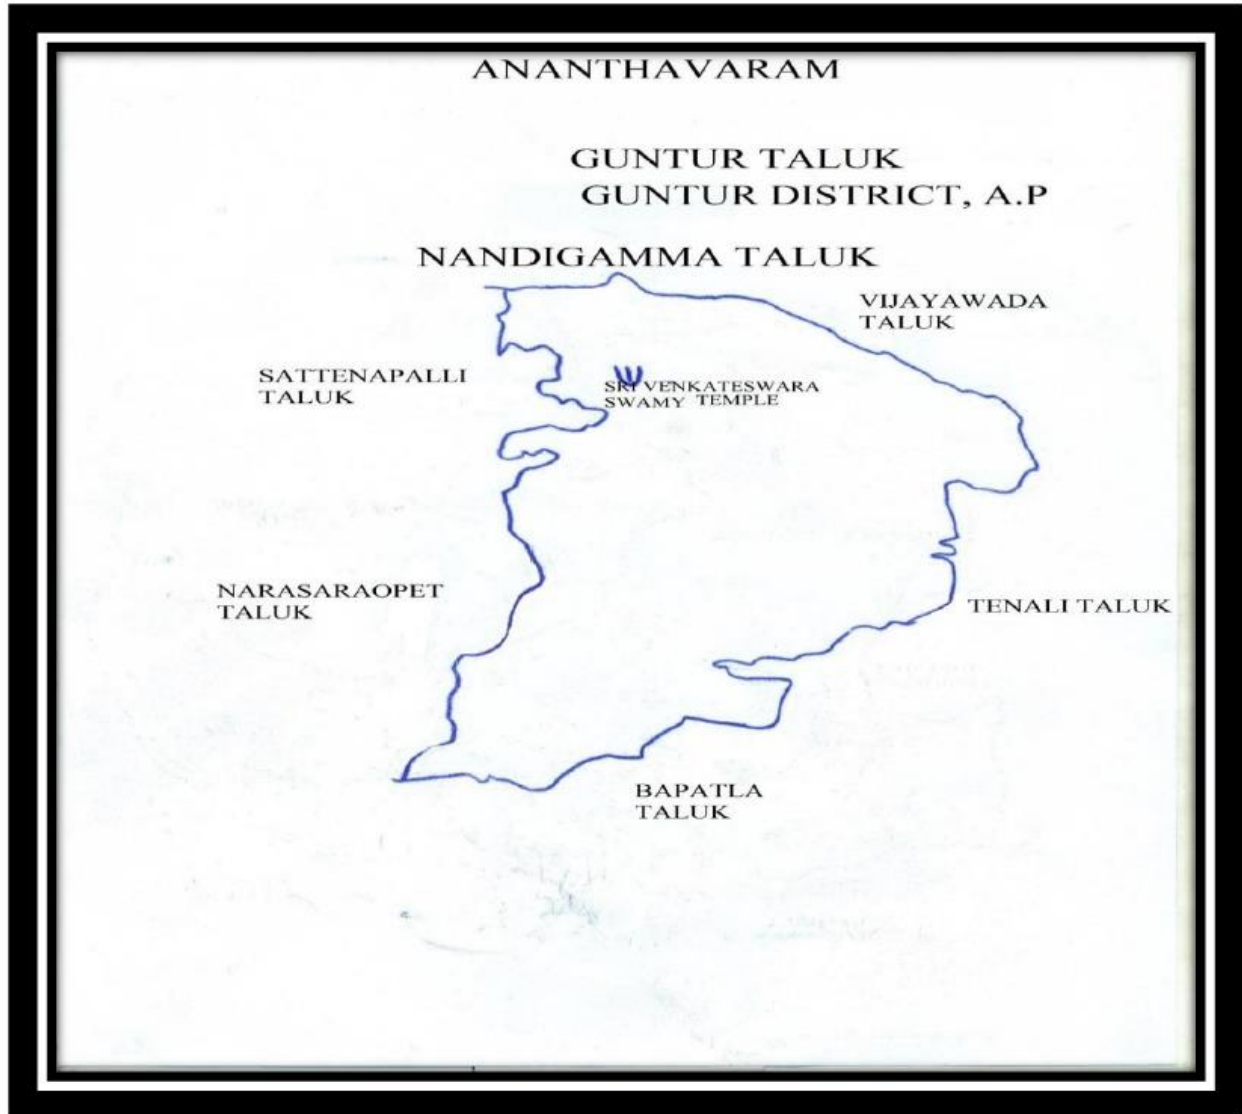 ANANTHAVARAM
GUNTUR TALUK
GUNTUR DISTRICT, A.P
NANDIGAMMA TALUK
VIJAYAWADA
TALUK
SATTENAPALLI
TALUK
SRI VENKATESWARA
SWAMY TEMPLE
NARASARAOPET
TALUK
TENALI TALUK
BAPATLA
TALUK